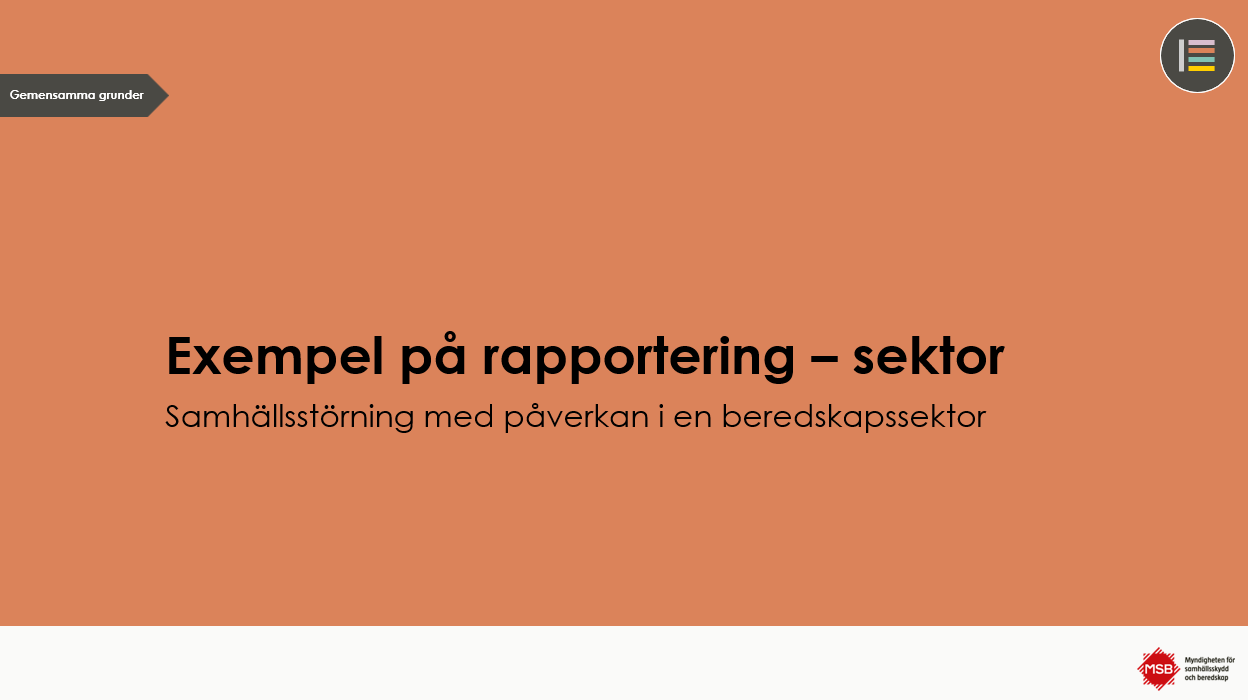 Gemensamma grunder
Exempel på rapportering – sektor
Samhällsstörning med påverkan i en beredskapssektor
MSB
Myndigheten för
samhällsskydd
och beredskap